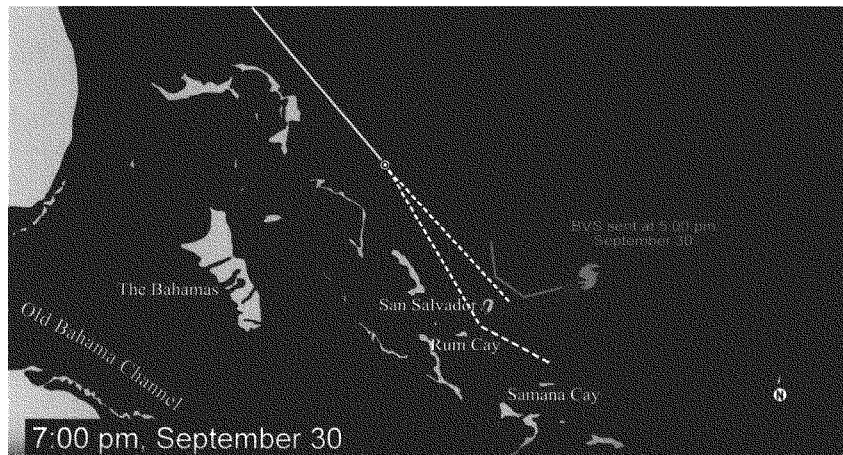 BVS sent at 5:00 pm,
September 30
The Bahamas
San Salvador
Old Bahama Channel
Rum Cay
Samana Cay
N
7:00 pm, September 30